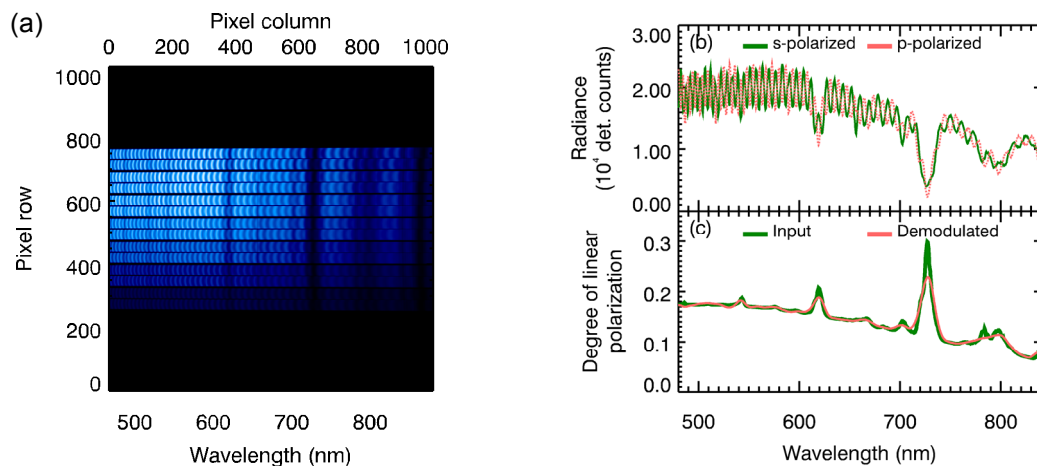 (a)
Pixel column
0 200 400 600 800 1000
Pixel row
1000
800
600
400
200
0
500 600 700 800
Wavelength (nm)
(b)
s-polarized p-polarized
Radiance
(10⁴ det. counts)
3.00
2.00
1.00
0.00
(c)
Input Demodulated
Degree of linear
polarization
0.3
0.2
0.1
0.0
500 600 700 800
Wavelength (nm)